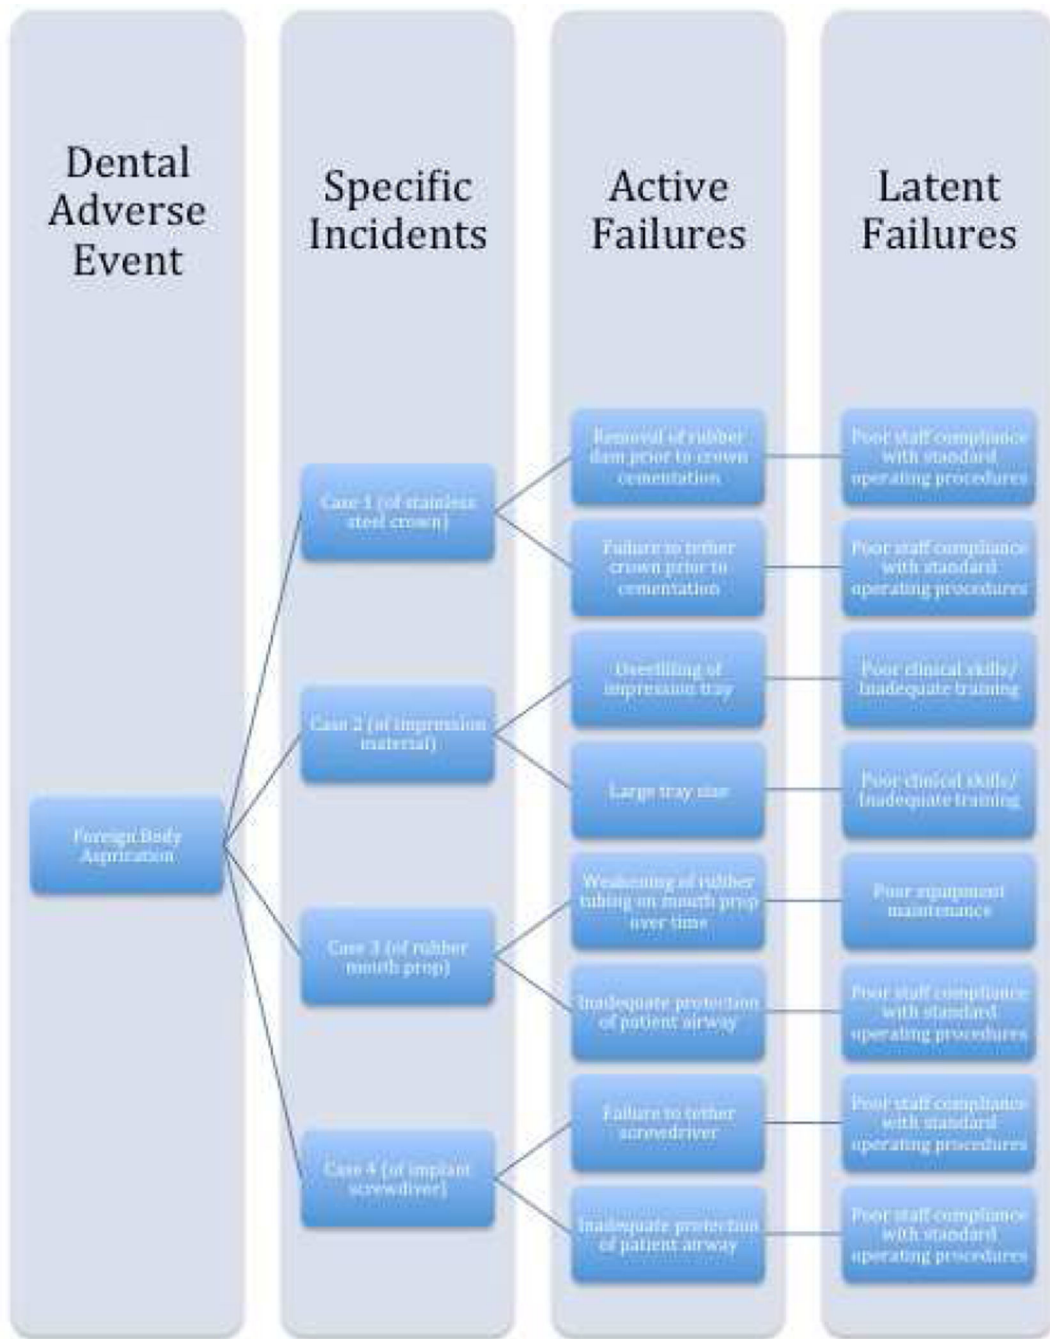 Dental
Adverse
Event
Specific
Incidents
Active
Failures
Latent
Failures
Foreign Body
Aspiration
Case 1 (of stainless
steel crown)
Case 2 (of impression
material)
Case 3 (of rubber
mouth prop)
Case 4 (of implant
screwdiver)
Removal of rubber
dam prior to crown
cementation
Failure to tether
crown prior to
cementation
Overfilling of
impression tray
Large tray size
Weakening of rubber
tubing on mouth prop
over time
Inadequate protection
of patient airway
Failure to tether
screwdriver
Inadequate protection
of patient airway
Poor staff compliance
with standard
operating procedures
Poor staff compliance
with standard
operating procedures
Poor clinical skills/
Inadequate training
Poor clinical skills/
Inadequate training
Poor equipment
maintenance
Poor staff compliance
with standard
operating procedures
Poor staff compliance
with standard
operating procedures
Poor staff compliance
with standard
operating procedures